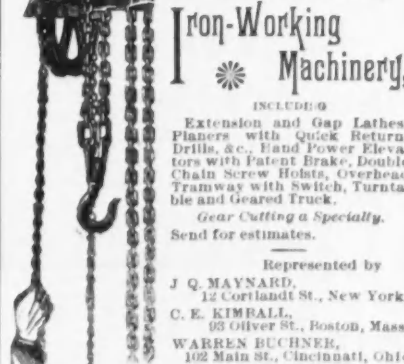 Iron-Working
Machinery,
INCLUDING
Extension and Gap Lathes
Planers with Quick Return
Drills, &c., Hand Power Eleva-
tors with Patent Brake, Double
Chain Screw Hoists, Overhead
Tramway with Switch, Turnta-
ble and Geared Truck.
Gear Cutting a Specialty.
Send for estimates.
Represented by
J Q. MAYNARD,
12 Cortlandt St., New York
C. E. KIMBALL,
93 Oliver St., Boston, Mass
WARREN BUCHNER,
102 Main St., Cincinnati, Ohio